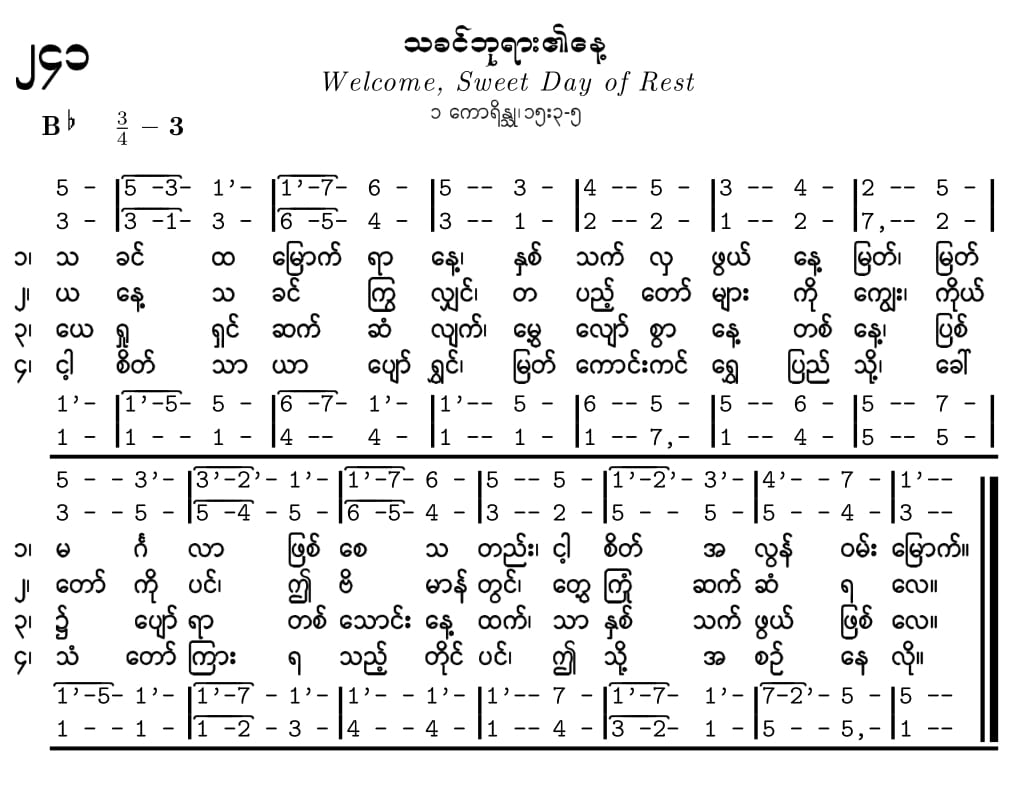 ၂၄၁
သခင်ဘုရား၏နေ့
Welcome, Sweet Day of Rest
၁ ကောရိန္သု၊ ၁၅း၃-၅
B♭ 3/4 – 3
5 - |5 -3- 1’- |1’-7- 6 - |5 -- 3 - |4 -- 5 - |3 -- 4 - |2 -- 5 - |
3 - |3 -1- 3 - |6 -5- 4 - |3 -- 1 - |2 -- 2 - |1 -- 2 - |7,-- 2 - |
၁၊ သ ခင် ထ မြောက် ရာ နေ့၊ နှစ် သက် လှ ဖွယ် နေ့ မြတ်၊ မြတ်
၂၊ ယ နေ့ သ ခင် ကြွ လျှင်၊ တ ပည့် တော် များ ကို ကျွေး၊ ကိုယ်
၃၊ ယေ ရှု ရှင် ဆက် ဆံ လျက်၊ မွှေ လျော် စွာ နေ့ တစ် နေ့၊ ပြစ်
၄၊ ငါ့ စိတ် သာ ယာ ပျော် ရွှင်၊ မြတ် ကောင်းကင် ရွှေ ပြည် သို့၊ ခေါ်
1’- |1’-5- 5 - |6 -7- 1’- |1’-- 5 - |6 -- 5 - |5 -- 6 - |5 -- 7 - |
1 - |1 - - 1 - |4 -- 4 - |1 -- 1 - |1 -- 7,- |1 -- 4 - |5 -- 5 - |
5 - - 3’- |3’-2’- 1’- |1’-7- 6 - |5 -- 5 - |1’-2’- 3’- |4’- - 7 - |1’--
3 - - 5 - |5 -4 - 5 - |6 -5- 4 - |3 -- 2 - |5 - - 5 - |5 - - 4 - |3 --
၁၊ မ င်္ဂ လာ ဖြစ် စေ သ တည်း၊ ငါ့ စိတ် အ လွန် ဝမ်း မြောက်။
၂၊ တော် ကို ပင်၊ ဤ ဗိ မာန် တွင်၊ တွေ့ ကြုံ ဆက် ဆံ ရ လေ။
၃၊ ၌ ပျော် ရာ တစ် သောင်း နေ့ ထက်၊ သာ နှစ် သက် ဖွယ် ဖြစ် လေ။
၄၊ သံ တော် ကြား ရ သည့် တိုင် ပင်၊ ဤ သို့ အ စဉ် နေ လို။
1’-5- 1’- |1’-7 - 1’- |1’- - 1’- |1’-- 7 - |1’-7- 1’- |7-2’- 5 - |5 --
1 - - 1 - |1 -2 - 3 - |4 - - 4 - |1 -- 4 - |3 -2- 1 - |5 - - 5,- |1 --